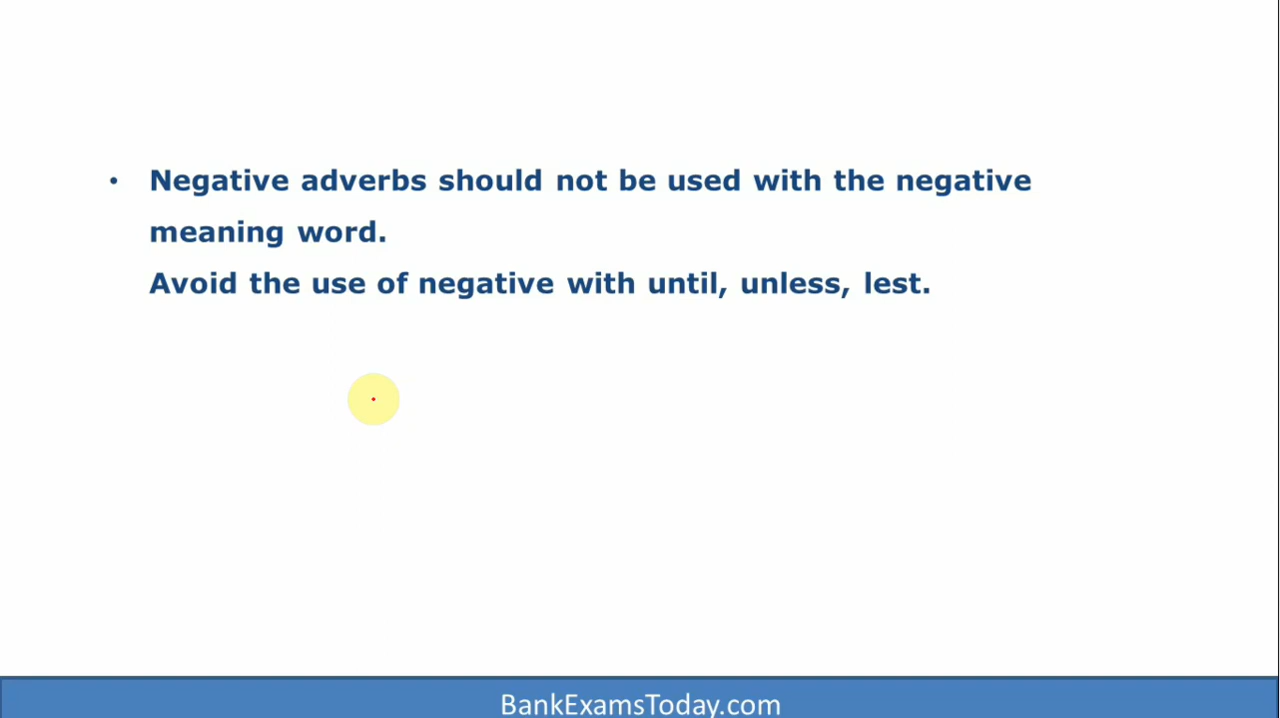 • Negative adverbs should not be used with the negative
meaning word.
Avoid the use of negative with until, unless, lest.
BankExamsToday.com